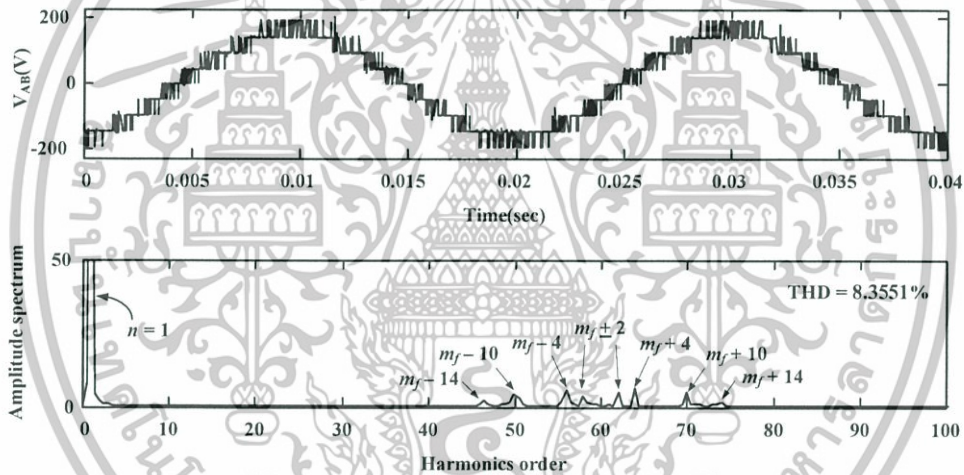 200
0
-200
V_AB(V)
0 0.005 0.01 0.015 0.02 0.025 0.03 0.035 0.04
Time(sec)
50
0
Amplitude spectrum
THD = 8.3551%
n = 1
m_f – 14
m_f – 10
m_f – 4
m_f ± 2
m_f + 4
m_f + 10
m_f + 14
0 10 20 30 40 50 60 70 80 90 100
Harmonics order